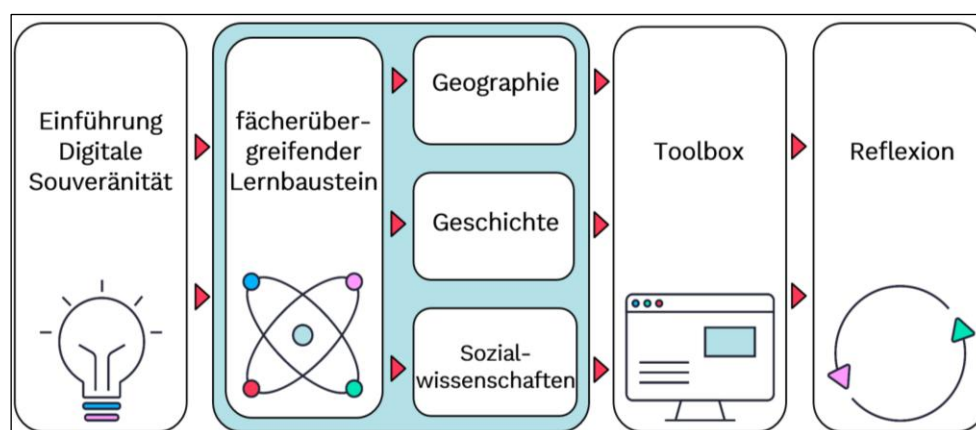 Einführung
Digitale
Souveränität
fächerüber-
greifender
Lernbaustein
Geographie
Geschichte
Sozial-
wissenschaften
Toolbox
Reflexion